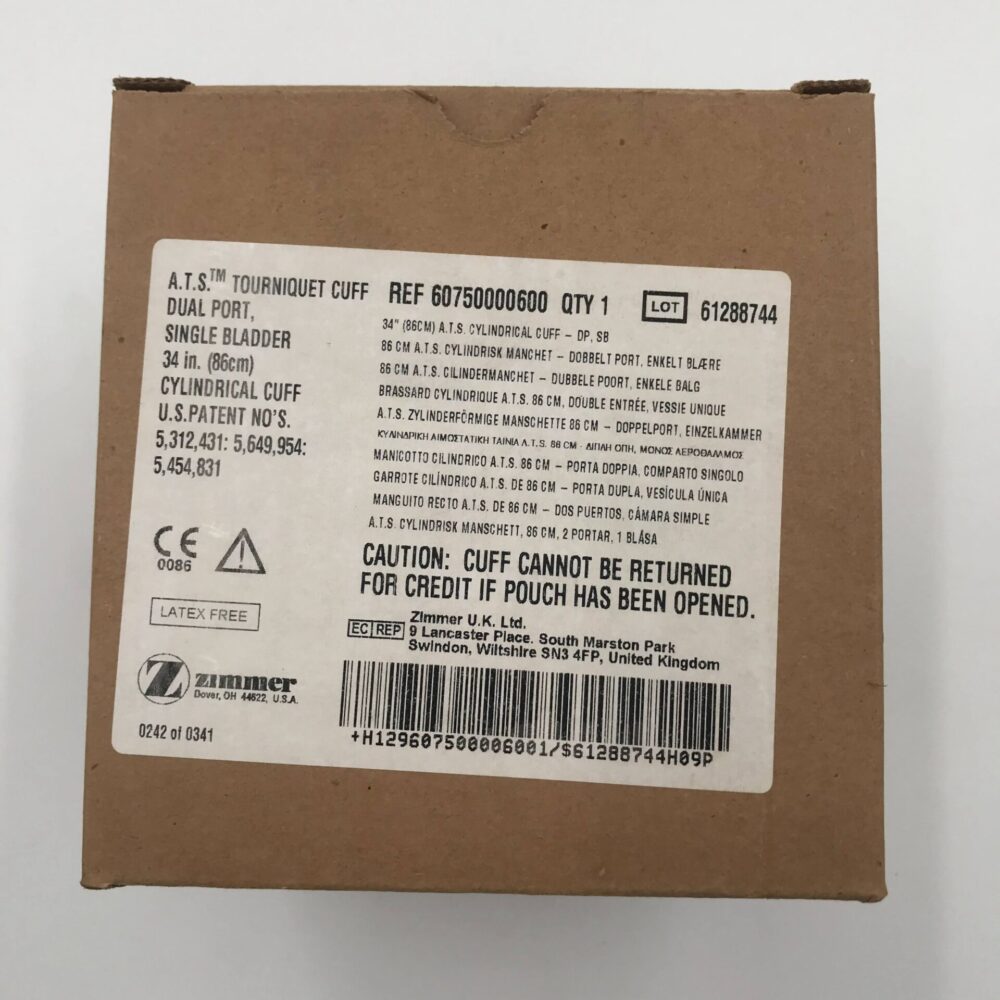 A.T.S.™ TOURNIQUET CUFF
DUAL PORT,
SINGLE BLADDER
34 in. (86cm)
CYLINDRICAL CUFF
U.S.PATENT NO'S.
5,312,431: 5,649,954:
5,454,831
REF 60750000600 QTY 1 LOT 61288744
34" (86CM) A.T.S. CYLINDRICAL CUFF – DP, SB
86 CM A.T.S. CYLINDRISK MANCHET – DOBBELT PORT, ENKELT BLÆRE
86 CM A.T.S. CILINDERMANCHET – DUBBELE POORT, ENKELE BALG
BRASSARD CYLINDRIQUE A.T.S. 86 CM, DOUBLE ENTRÉE, VESSIE UNIQUE
A.T.S. ZYLINDERFÖRMIGE MANSCHETTE 86 CM – DOPPELPORT, EINZELKAMMER
ΚΥΛΙΝΔΡΙΚΗ ΑΙΜΟΣΤΑΤΙΚΗ ΤΑΙΝΙΑ A.T.S. 86 CM - ΔΙΠΛΗ ΟΠΗ, ΜΟΝΟΣ ΑΕΡΟΘΑΛΑΜΟΣ
MANICOTTO CILINDRICO A.T.S. 86 CM – PORTA DOPPIA, COMPARTO SINGOLO
GARROTE CILÍNDRICO A.T.S. DE 86 CM – PORTA DUPLA, VESÍCULA ÚNICA
MANGUITO RECTO A.T.S. DE 86 CM – DOS PUERTOS, CÁMARA SIMPLE
A.T.S. CYLINDRISK MANSCHETT, 86 CM, 2 PORTAR, 1 BLÅSA
CAUTION: CUFF CANNOT BE RETURNED
FOR CREDIT IF POUCH HAS BEEN OPENED.
CE
0086
LATEX FREE
EC REP Zimmer U.K. Ltd.
9 Lancaster Place. South Marston Park
Swindon, Wiltshire SN3 4FP, United Kingdom
Z zimmer
Dover, OH 44622, U.S.A.
0242 of 0341
+H129607500006001/$61288744H09P